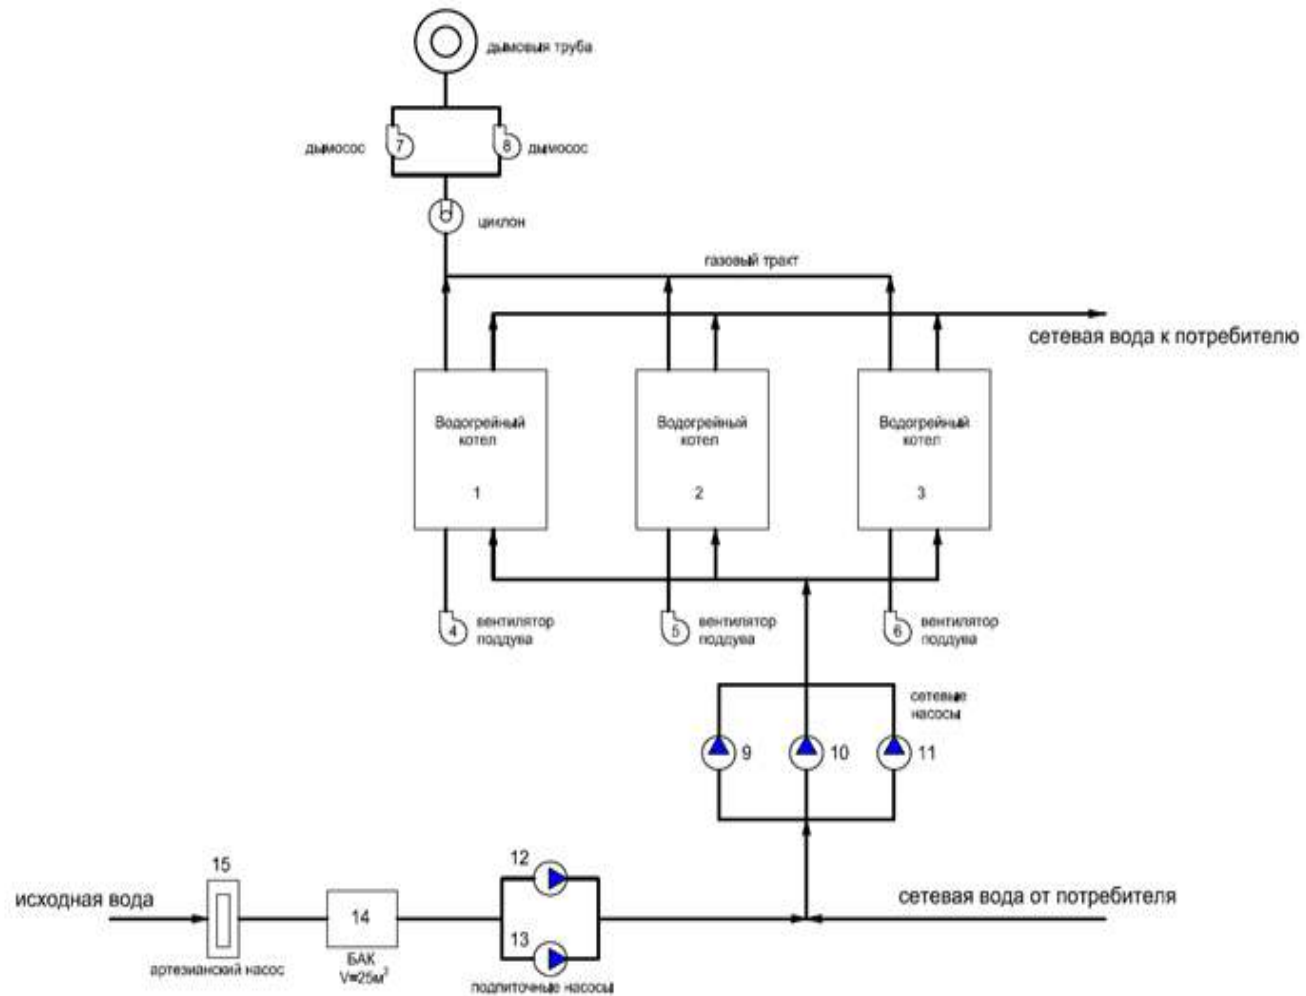 дымовыя труба
дымосос
7
8
дымосос
циклон
газовый тракт
сетевая вода к потребителю
Водогрейный
котел
1
Водогрейный
котел
2
Водогрейный
котел
3
4
вентилятор
поддува
5
вентилятор
поддува
6
вентилятор
поддува
сетевые
насосы
9
10
11
15
12
исходная вода
14
сетевая вода от потребителя
13
артезианский насос
БАК
V=25м³
подпиточные насосы